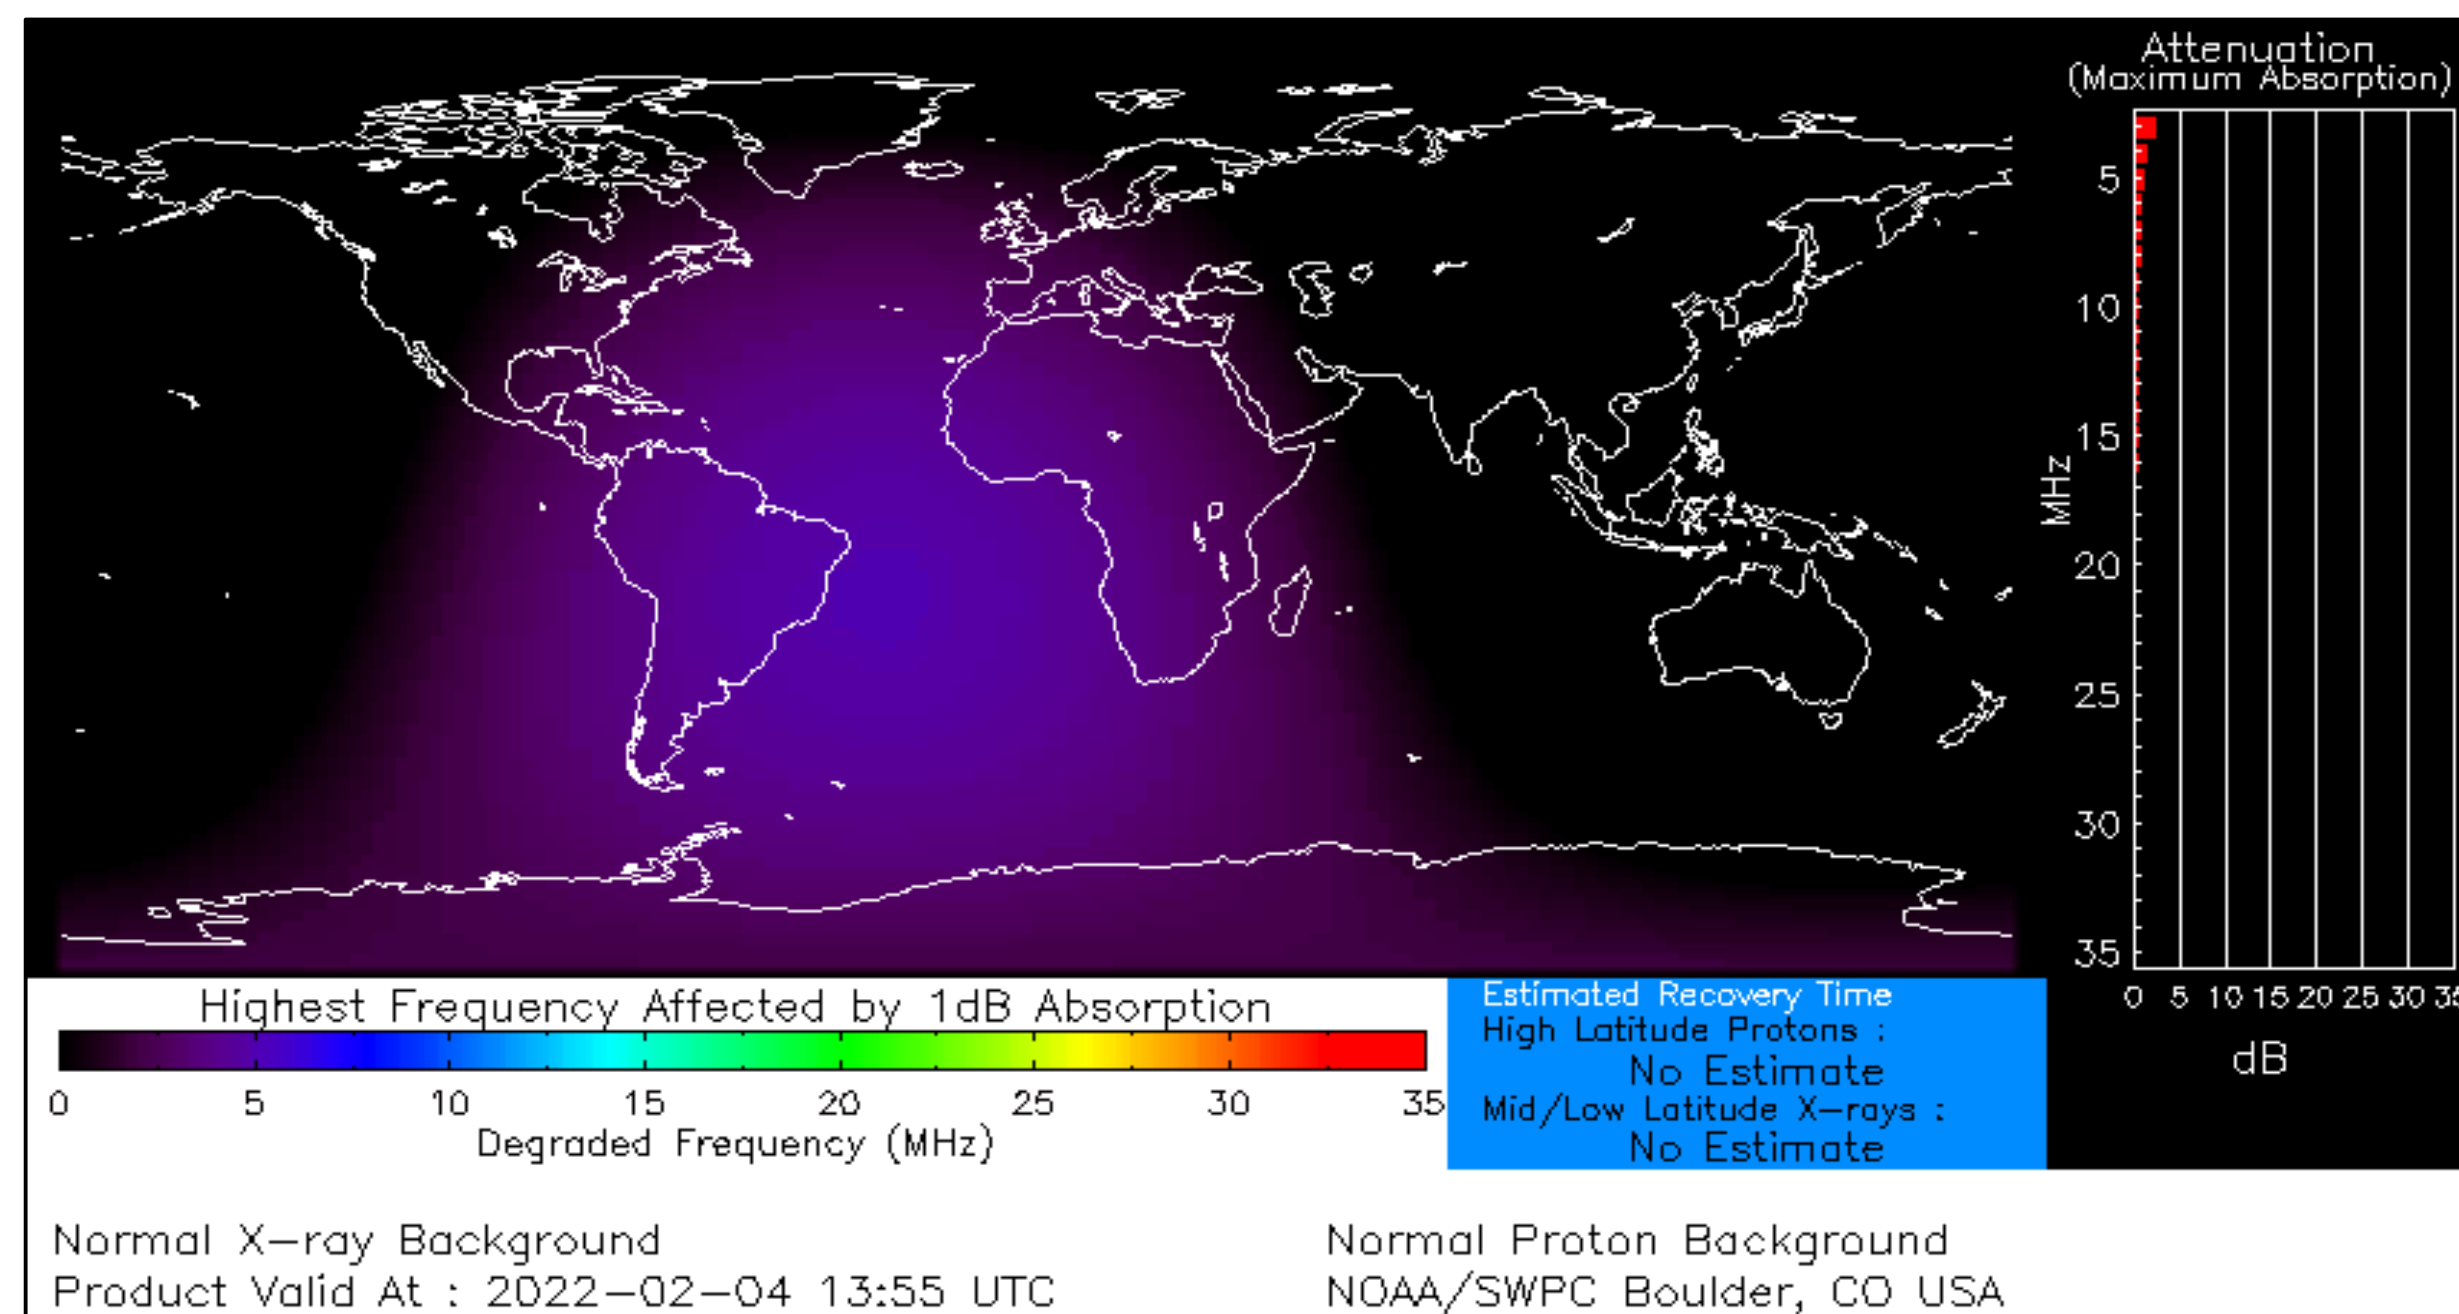 Attenuation
(Maximum Absorption)
5
10
15
20
25
30
35
MHz
0 5 10 15 20 25 30
dB
Highest Frequency Affected by 1dB Absorption
0 5 10 15 20 25 30 35
Degraded Frequency (MHz)
Estimated Recovery Time
High Latitude Protons :
No Estimate
Mid/Low Latitude X-rays :
No Estimate
Normal X-ray Background
Normal Proton Background
Product Valid At : 2022-02-04 13:55 UTC
NOAA/SWPC Boulder, CO USA